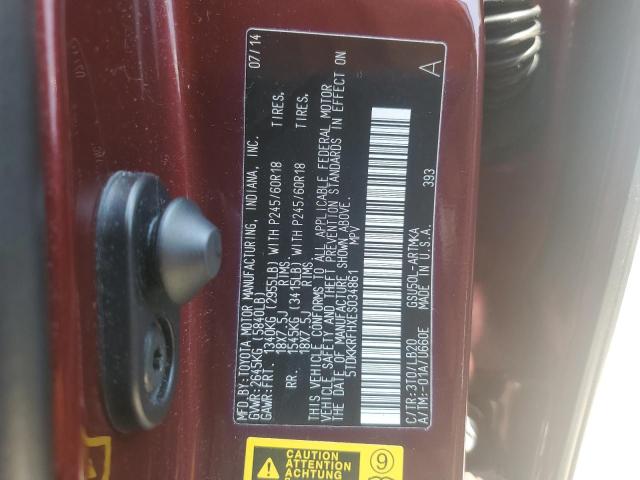 MFD.BY:TOYOTA MOTOR MANUFACTURING, INDIANA, INC. 07/14
GVWR:2645KG (5840LB)
GAWR:FRT. 1340KG (2955LB) WITH P245/60R18 TIRES,
18X7.5J RIMS,
RR. 1545KG (3415LB) WITH P245/60R18 TIRES,
18X7.5J RIMS,
THIS VEHICLE CONFORMS TO ALL APPLICABLE FEDERAL MOTOR
VEHICLE SAFETY AND THEFT PREVENTION STANDARDS IN EFFECT ON
THE DATE OF MANUFACTURE SHOWN ABOVE.
5TDKKRFHXES034861 MPV
A
393
C/TR:3T0/LB20 GSU50L-ARTMKA
A/TM:-01A/U660E MADE IN U.S.A.
CAUTION
ATTENTION
ACHTUNG
9